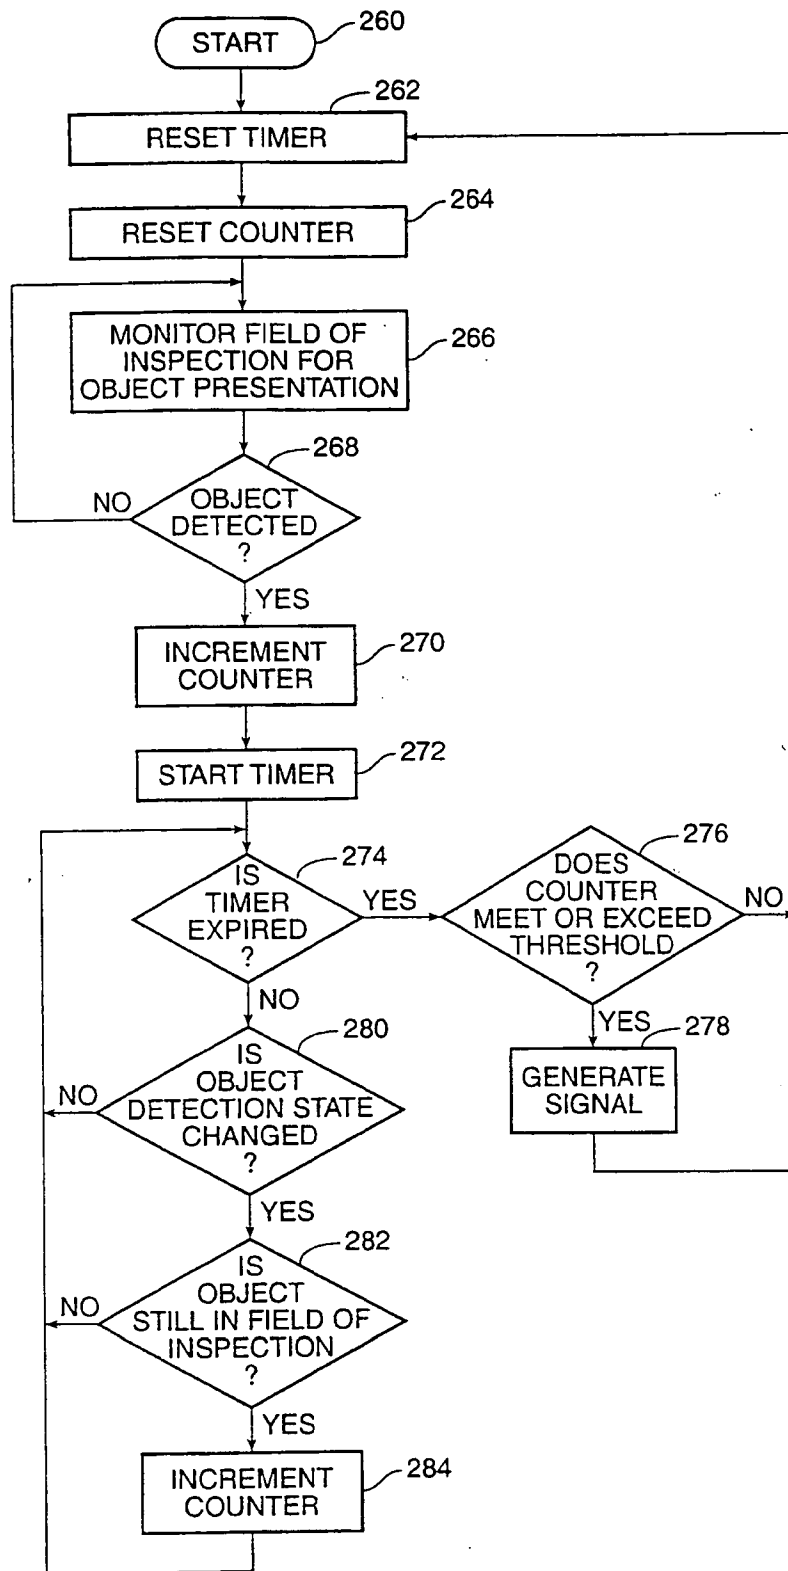 START
260
262
RESET TIMER
264
RESET COUNTER
MONITOR FIELD OF
INSPECTION FOR
OBJECT PRESENTATION
266
268
NO
OBJECT
DETECTED
?
YES
INCREMENT
COUNTER
270
272
START TIMER
274
IS
TIMER
EXPIRED
?
YES
NO
276
DOES
COUNTER
MEET OR EXCEED
THRESHOLD
?
NO
YES
278
GENERATE
SIGNAL
280
IS
OBJECT
DETECTION STATE
CHANGED
?
NO
YES
282
IS
OBJECT
STILL IN FIELD OF
INSPECTION
?
NO
YES
INCREMENT
COUNTER
284